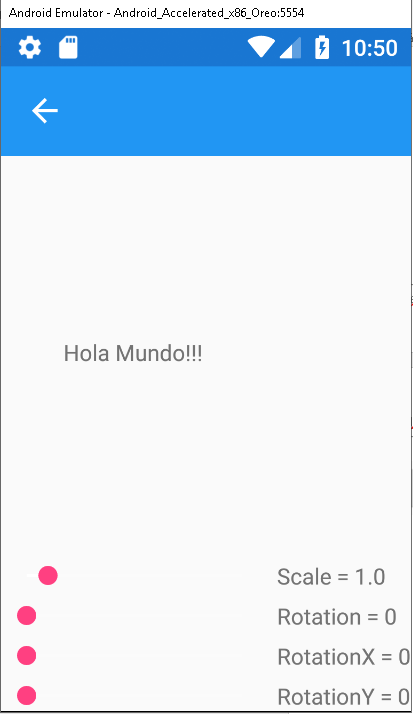 Android Emulator - Android_Accelerated_x86_Oreo:5554
10:50
Hola Mundo!!!
Scale = 1.0
Rotation = 0
RotationX = 0
RotationY = 0